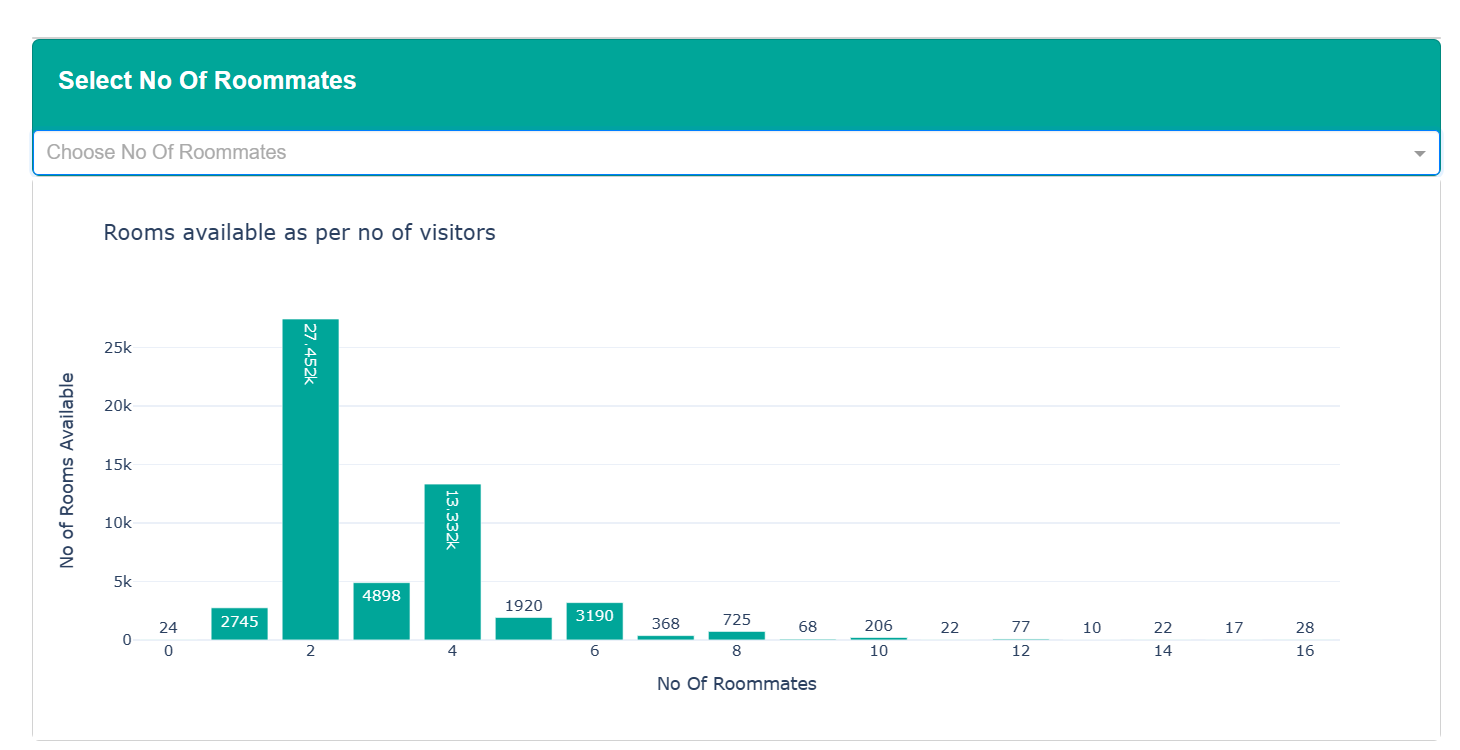 Select No Of Roommates
Choose No Of Roommates
Rooms available as per no of visitors
No of Rooms Available
25k
20k
15k
10k
5k
0
24
2745
27.452k
4898
13.332k
1920
3190
368
725
68
206
22
77
10
22
17
28
0 2 4 6 8 10 12 14 16
No Of Roommates